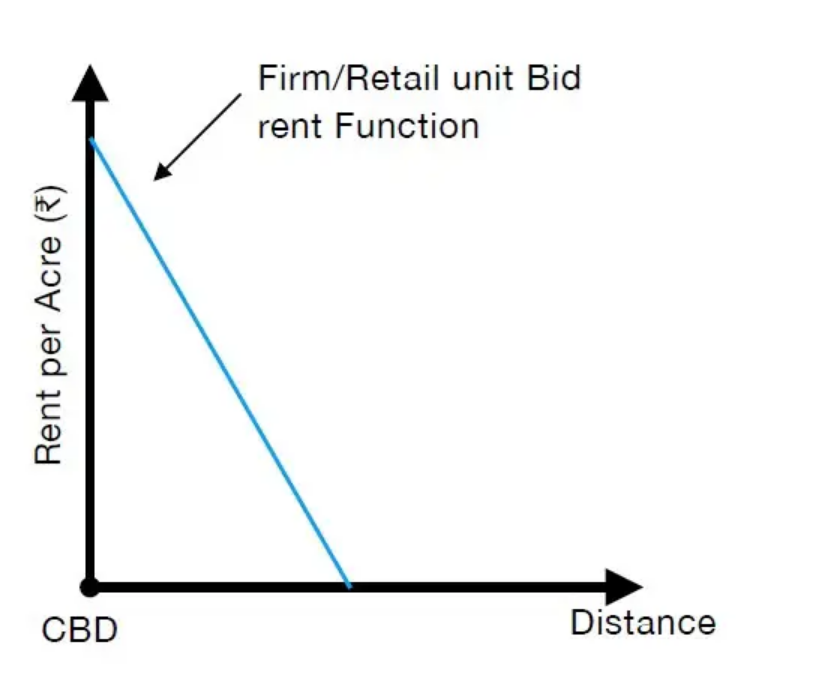 Firm/Retail unit Bid
rent Function
Rent per Acre (₹)
CBD
Distance